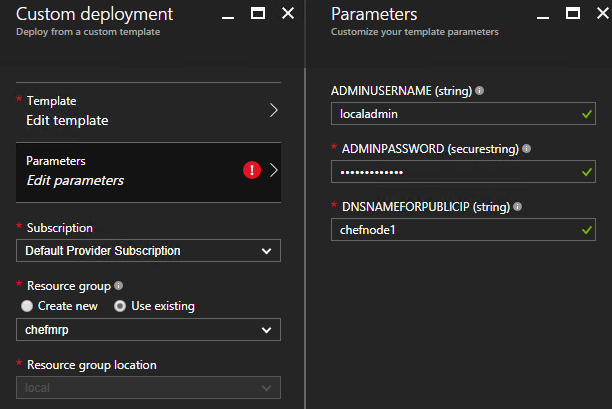 Custom deployment
Deploy from a custom template
* Template
Edit template
Parameters
Edit parameters
!
* Subscription
Default Provider Subscription
* Resource group
Create new
Use existing
chefmrp
* Resource group location
local
Parameters
Customize your template parameters
ADMINUSERNAME (string)
localadmin
* ADMINPASSWORD (securestring)
•••••••••••••
* DNSNAMEFORPUBLICIP (string)
chefnode1